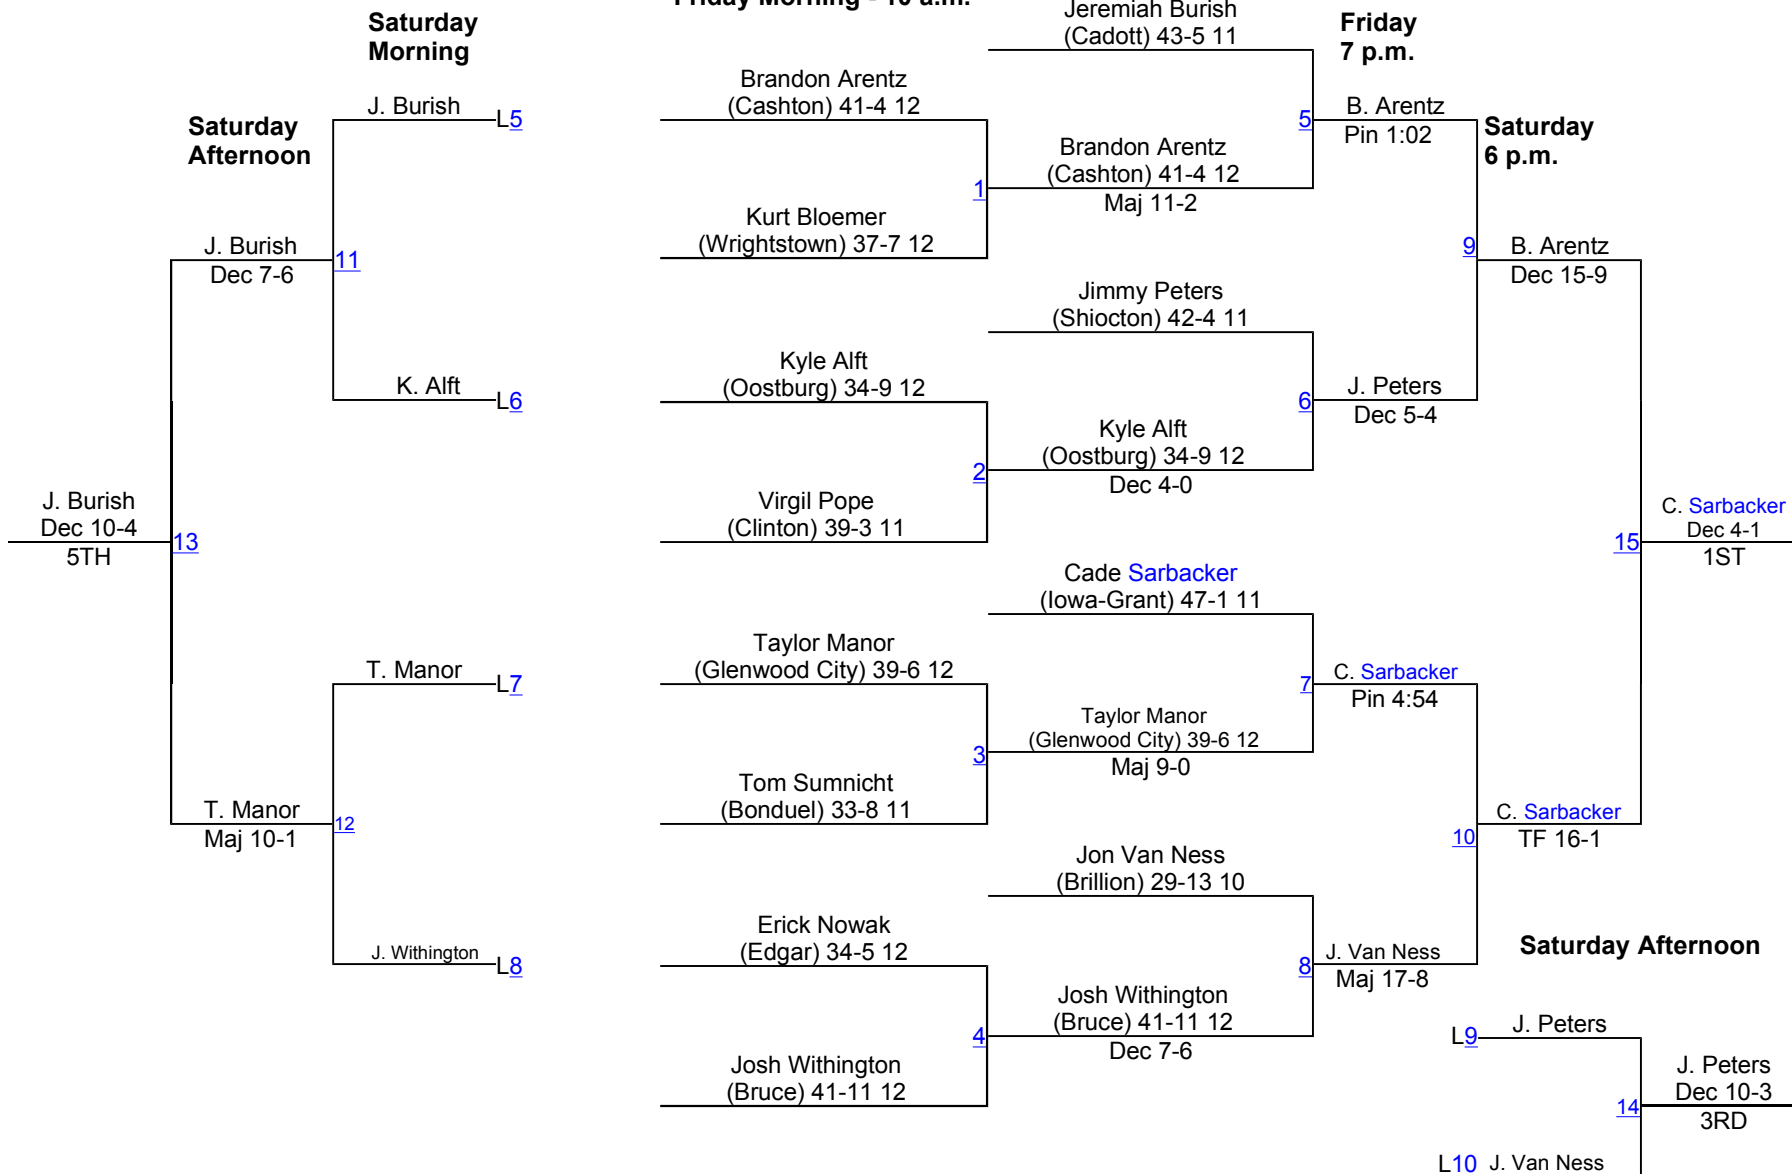 Friday Morning - 10 a.m.
Saturday
Morning
Jeremiah Burish
(Cadott) 43-5 11
Friday
7 p.m.
Brandon Arentz
(Cashton) 41-4 12
J. Burish
L5
5
B. Arentz
Pin 1:02
Saturday
Afternoon
Saturday
6 p.m.
Brandon Arentz
(Cashton) 41-4 12
Maj 11-2
1
Kurt Bloemer
(Wrightstown) 37-7 12
J. Burish
Dec 7-6
11
9
B. Arentz
Dec 15-9
Jimmy Peters
(Shiocton) 42-4 11
Kyle Alft
(Oostburg) 34-9 12
K. Alft
L6
6
J. Peters
Dec 5-4
Kyle Alft
(Oostburg) 34-9 12
Dec 4-0
2
Virgil Pope
(Clinton) 39-3 11
J. Burish
Dec 10-4
5TH
13
15
C. Sarbacker
Dec 4-1
1ST
Cade Sarbacker
(Iowa-Grant) 47-1 11
Taylor Manor
(Glenwood City) 39-6 12
T. Manor
L7
7
C. Sarbacker
Pin 4:54
Taylor Manor
(Glenwood City) 39-6 12
Maj 9-0
3
Tom Sumnicht
(Bonduel) 33-8 11
T. Manor
Maj 10-1
12
10
C. Sarbacker
TF 16-1
Jon Van Ness
(Brillion) 29-13 10
Erick Nowak
(Edgar) 34-5 12
J. Withington
L8
8
J. Van Ness
Maj 17-8
Saturday Afternoon
Josh Withington
(Bruce) 41-11 12
Dec 7-6
4
Josh Withington
(Bruce) 41-11 12
L9
J. Peters
14
J. Peters
Dec 10-3
3RD
L10
J. Van Ness